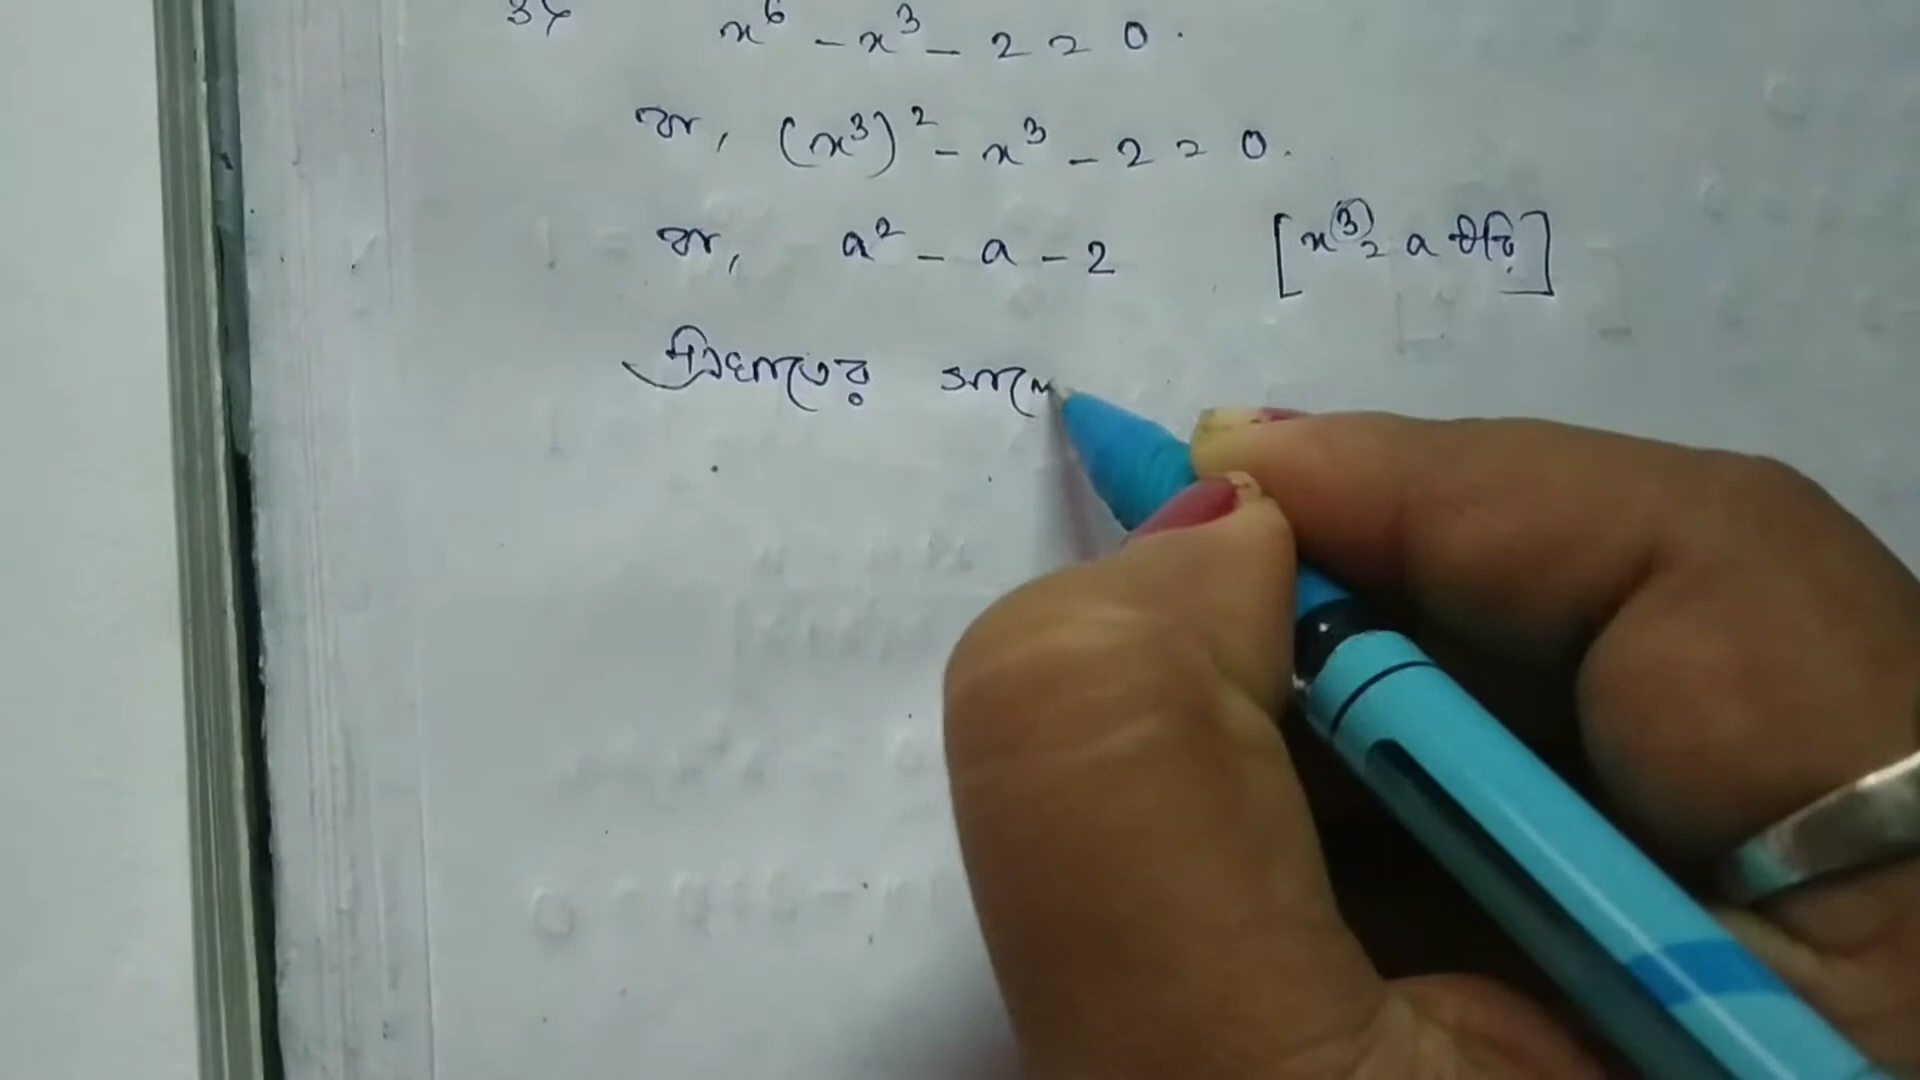 x⁶ - x³ - 2 = 0.
বা, (x³)² - x³ - 2 = 0.
বা, a² - a - 2 [x³ = a ধরি]
দ্বিঘাতের সালে